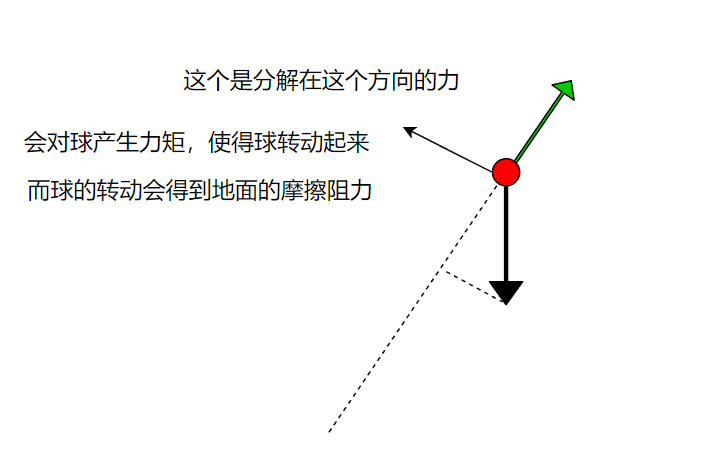 这个是分解在这个方向的力
会对球产生力矩，使得球转动起来
而球的转动会得到地面的摩擦阻力